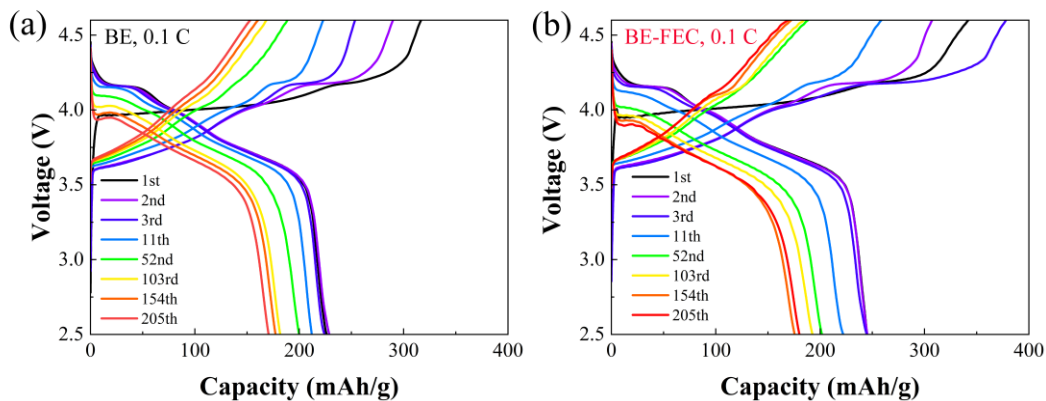 (a)
BE, 0.1 C
Voltage (V)
4.5
4.0
3.5
3.0
2.5
1st
2nd
3rd
11th
52nd
103rd
154th
205th
0
100
200
300
400
Capacity (mAh/g)
(b)
BE-FEC, 0.1 C
Voltage (V)
4.5
4.0
3.5
3.0
2.5
1st
2nd
3rd
11th
52nd
103rd
154th
205th
0
100
200
300
400
Capacity (mAh/g)